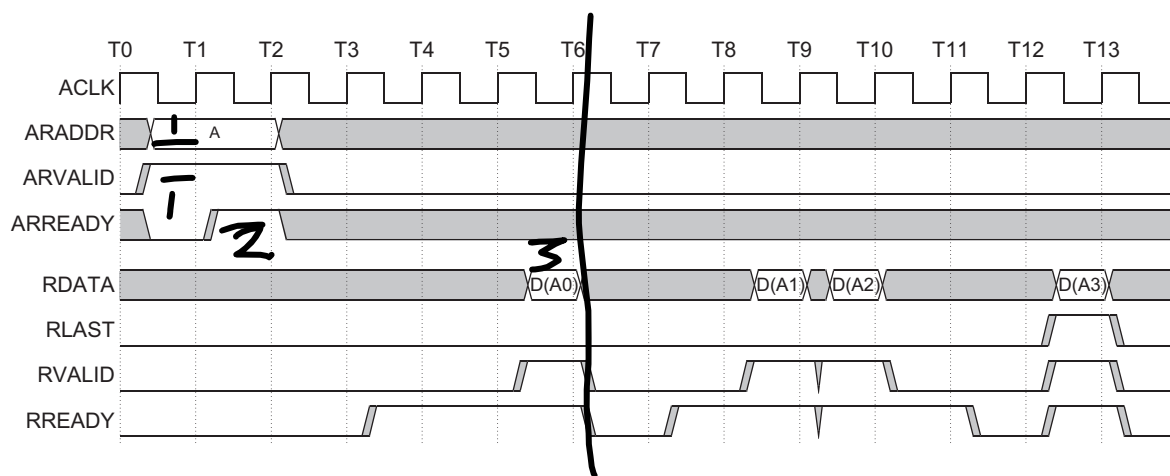 T0 T1 T2 T3 T4 T5 T6 T7 T8 T9 T10 T11 T12 T13
ACLK
ARADDR 1 A
ARVALID
1
ARREADY 2
3
RDATA D(A0) D(A1) D(A2) D(A3)
RLAST
RVALID
RREADY